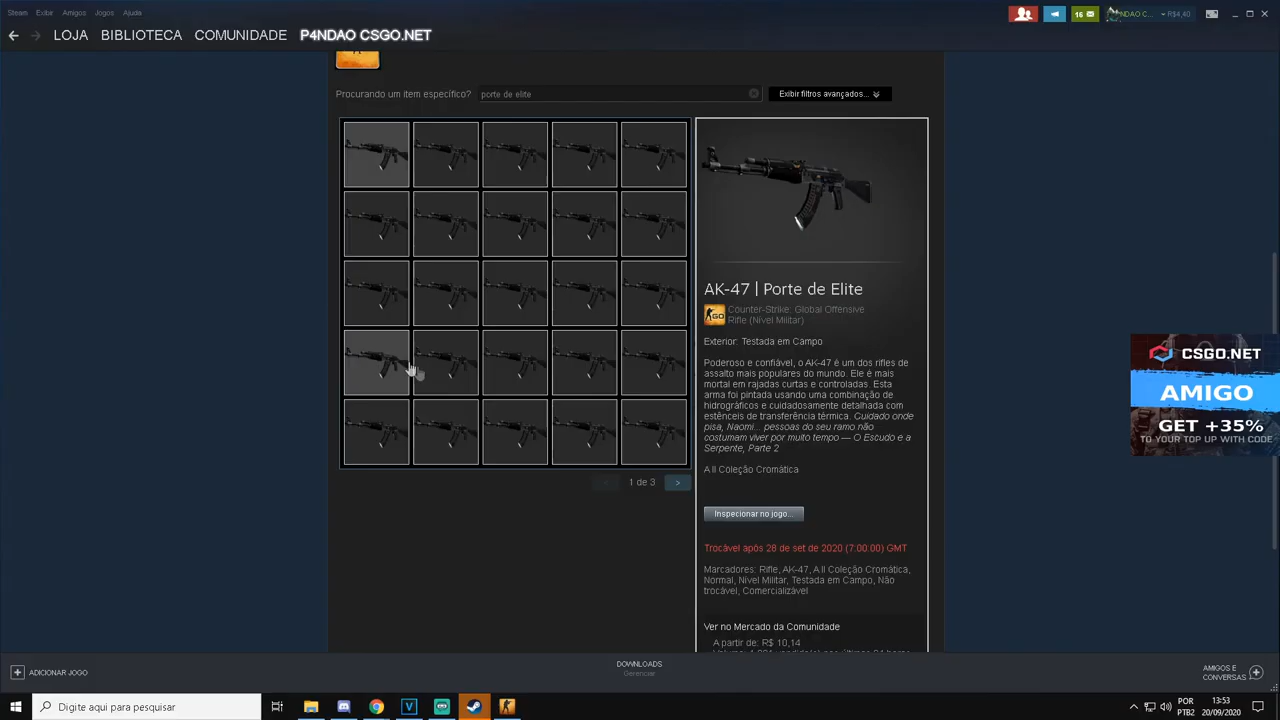 Steam Exibir Amigos Jogos Ajuda
16
P4NDAO C... R$4,40
LOJA BIBLIOTECA COMUNIDADE P4NDAO CSGO.NET
Procurando um item específico? porte de elite Exibir filtros avançados...
AK-47 | Porte de Elite
GO
Counter-Strike: Global Offensive
Rifle (Nível Militar)
Exterior: Testada em Campo
Poderoso e confiável, o AK-47 é um dos rifles de
assalto mais populares do mundo. Ele é mais
mortal em rajadas curtas e controladas. Esta
arma foi pintada usando uma combinação de
hidrográficos e cuidadosamente detalhada com
estênceis de transferência térmica. Cuidado onde
pisa, Naomi... pessoas do seu ramo não
costumam viver por muito tempo — O Escudo e a
Serpente, Parte 2
A II Coleção Cromática
< 1 de 3 >
Inspecionar no jogo...
Trocável após 28 de set de 2020 (7:00:00) GMT
Marcadores: Rifle, AK-47, A II Coleção Cromática,
Normal, Nível Militar, Testada em Campo, Não
trocável, Comercializável
Ver no Mercado da Comunidade
A partir de: R$ 10,14
CSGO.NET
AMIGO
GET +35%
TO YOUR TOP UP WITH CODE
ADICIONAR JOGO
DOWNLOADS
Gerenciar
AMIGOS E
CONVERSAS
Digite aqui para pesquisar
POR
PTB2
13:53
20/09/2020